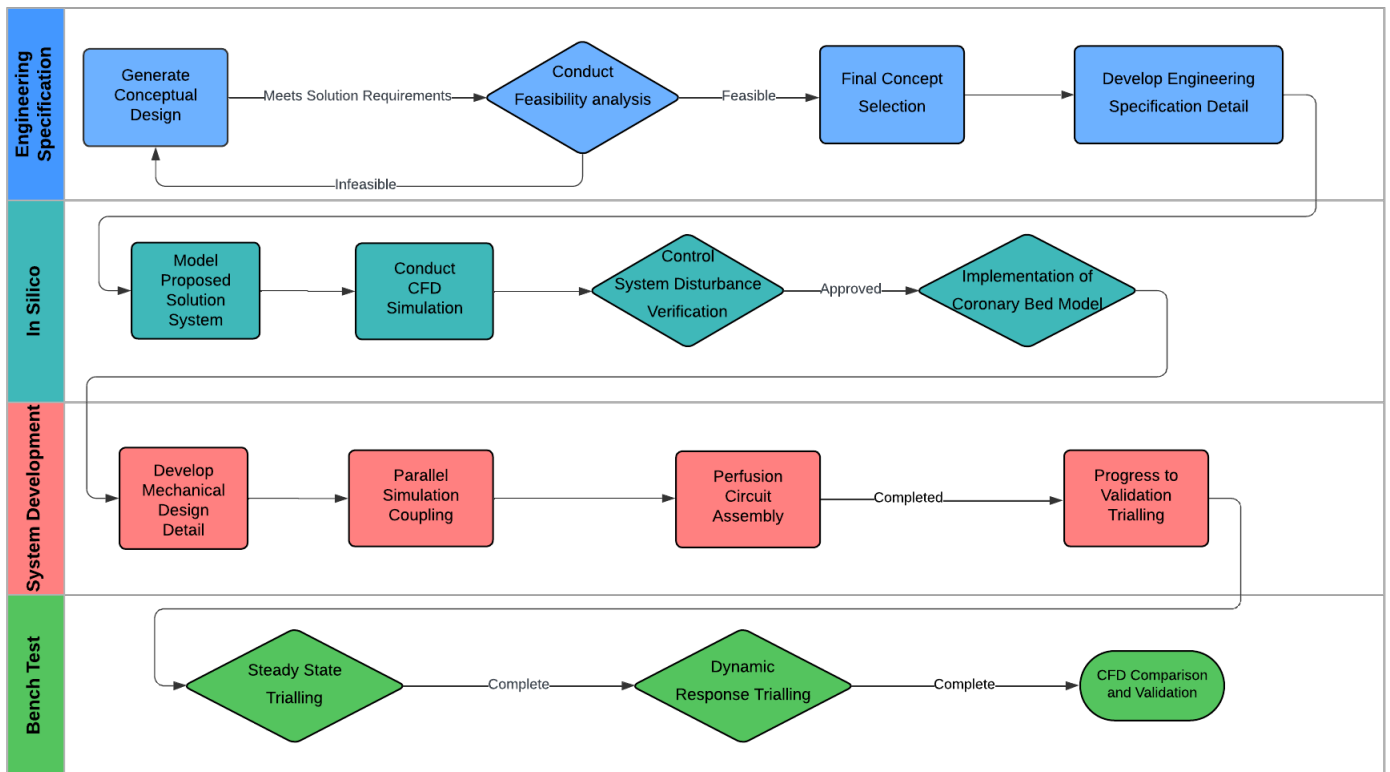 Engineering
Specification
Generate
Conceptual
Design
Meets Solution Requirements
Conduct
Feasibility analysis
Feasible
Final Concept
Selection
Develop Engineering
Specification Detail
Infeasible
In Silico
Model
Proposed
Solution
System
Conduct
CFD
Simulation
Control
System Disturbance
Verification
Approved
Implementation of
Coronary Bed Model
System Development
Develop
Mechanical
Design
Detail
Parallel
Simulation
Coupling
Perfusion
Circuit
Assembly
Completed
Progress to
Validation
Trialling
Bench Test
Steady State
Trialling
Complete
Dynamic
Response Trialling
Complete
CFD Comparison
and Validation